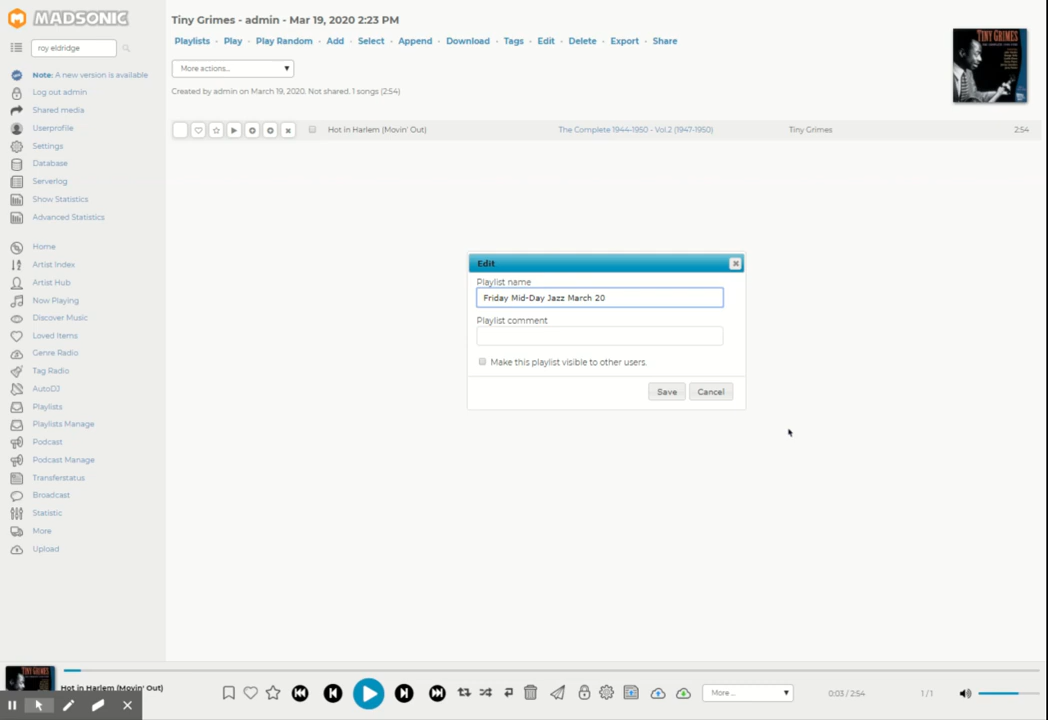 MADSONIC
roy eldridge
Note: A new version is available
Log out admin
Shared media
Userprofile
Settings
Database
Serverlog
Show Statistics
Advanced Statistics
Home
Artist Index
Artist Hub
Now Playing
Discover Music
Loved Items
Genre Radio
Tag Radio
AutoDJ
Playlists
Playlists Manage
Podcast
Podcast Manage
Transferstatus
Broadcast
Statistic
More
Upload
Tiny Grimes - admin - Mar 19, 2020 2:23 PM
Playlists - Play - Play Random - Add - Select - Append - Download - Tags - Edit - Delete - Export - Share
More actions...
Created by admin on March 19, 2020. Not shared. 1 songs (2:54)
TINY GRIMES
Hot in Harlem (Movin' Out) The Complete 1944-1950 - Vol.2 (1947-1950) Tiny Grimes 2:54
Edit
Playlist name
Friday Mid-Day Jazz March 20
Playlist comment
Make this playlist visible to other users.
Save Cancel
Hot in Harlem (Movin' Out)
More ...
0:03 / 2:54
1 / 1